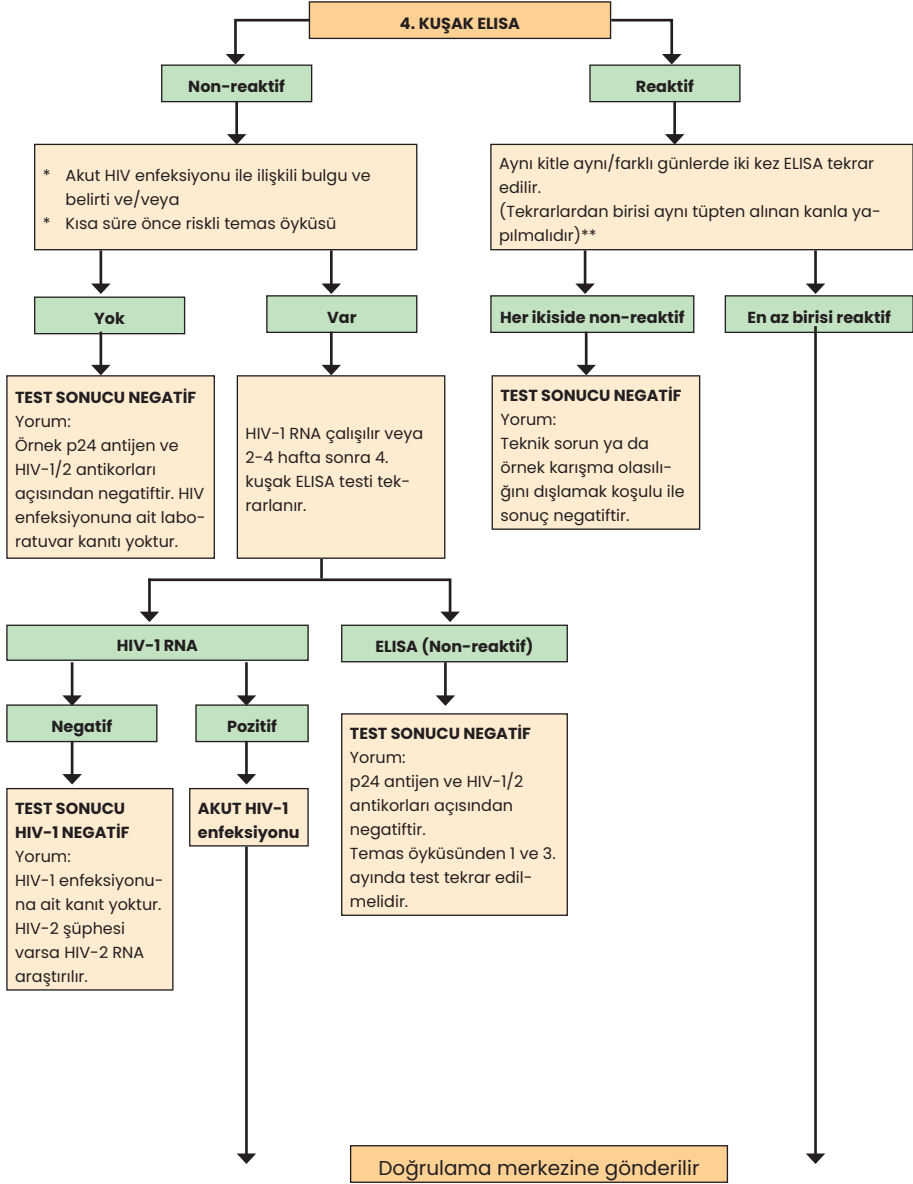 4. KUŞAK ELISA
Non-reaktif
Reaktif
* Akut HIV enfeksiyonu ile ilişkili bulgu ve
belirti ve/veya
* Kısa süre önce riskli temas öyküsü
Aynı kitle aynı/farklı günlerde iki kez ELISA tekrar
edilir.
(Tekrarlardan birisi aynı tüpten alınan kanla ya-
pılmalıdır)**
Yok
Var
Her ikiside non-reaktif
En az birisi reaktif
TEST SONUCU NEGATİF
Yorum:
Örnek p24 antijen ve
HIV-1/2 antikorları
açısından negatiftir. HIV
enfeksiyonuna ait labo-
ratuvar kanıtı yoktur.
HIV-1 RNA çalışılır veya
2-4 hafta sonra 4.
kuşak ELISA testi tek-
rarlanır.
TEST SONUCU NEGATİF
Yorum:
Teknik sorun ya da
örnek karışma olasılı-
ğını dışlamak koşulu ile
sonuç negatiftir.
HIV-1 RNA
ELISA (Non-reaktif)
Negatif
Pozitif
TEST SONUCU
HIV-1 NEGATİF
Yorum:
HIV-1 enfeksiyonu-
na ait kanıt yoktur.
HIV-2 şüphesi
varsa HIV-2 RNA
araştırılır.
AKUT HIV-1
enfeksiyonu
TEST SONUCU NEGATİF
Yorum:
p24 antijen ve HIV-1/2
antikorları açısından
negatiftir.
Temas öyküsünden 1 ve 3.
ayında test tekrar edil-
melidir.
Doğrulama merkezine gönderilir